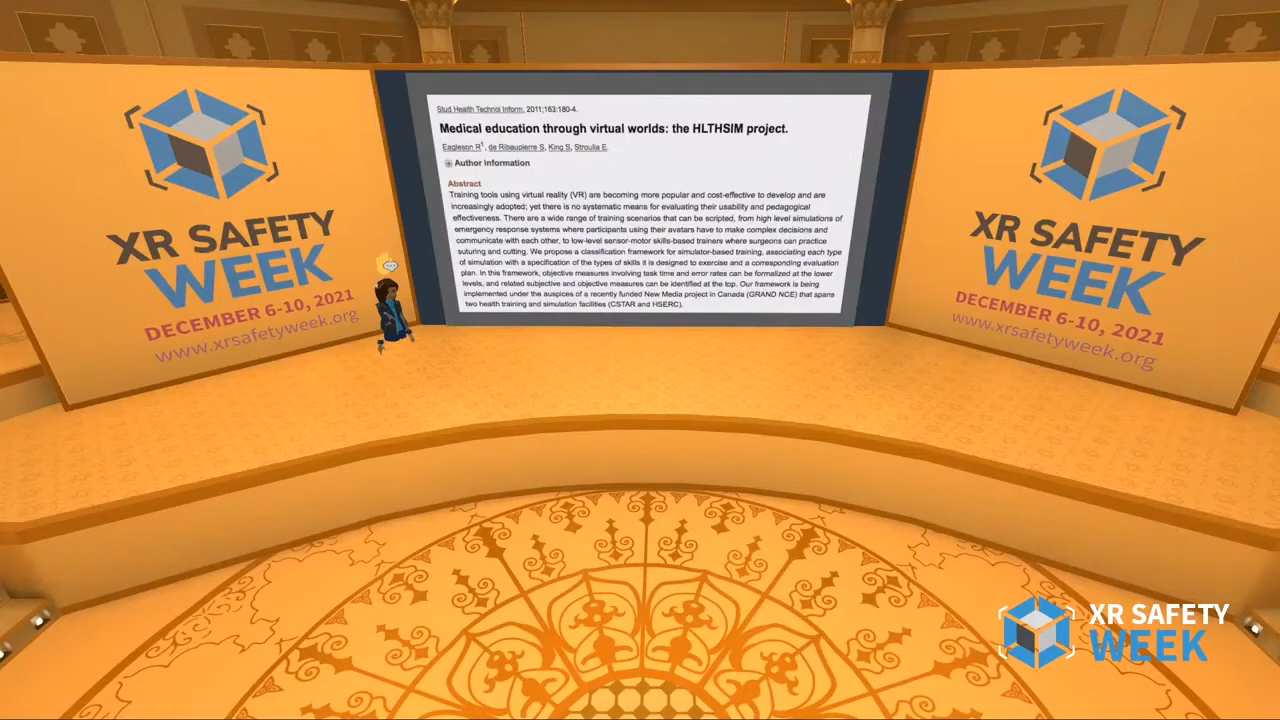 XR SAFETY
WEEK
DECEMBER 6-10, 2021
www.xrsafetyweek.org
Stud Health Technol Inform. 2011;163:180-4.
Medical education through virtual worlds: the HLTHSIM project.
Eagleson R1, de Ribaupierre S, King S, Stroulia E.
Author information
Abstract
Training tools using virtual reality (VR) are becoming more popular and cost-effective to develop and are
increasingly adopted; yet there is no systematic means for evaluating their usability and pedagogical
effectiveness. There are a wide range of training scenarios that can be scripted, from high level simulations of
emergency response systems where participants using their avatars have to make complex decisions and
communicate with each other, to low-level sensor-motor skills-based trainers where surgeons can practice
suturing and cutting. We propose a classification framework for simulator-based training, associating each type
of simulation with a specification of the types of skills it is designed to exercise and a corresponding evaluation
plan. In this framework, objective measures involving task time and error rates can be formalized at the lower
levels, and related subjective and objective measures can be identified at the top. Our framework is being
implemented under the auspices of a recently funded New Media project in Canada (GRAND NCE) that spans
two health training and simulation facilities (CSTAR and HSERC).
XR SAFETY
WEEK
DECEMBER 6-10, 2021
www.xrsafetyweek.org
XR SAFETY
WEEK